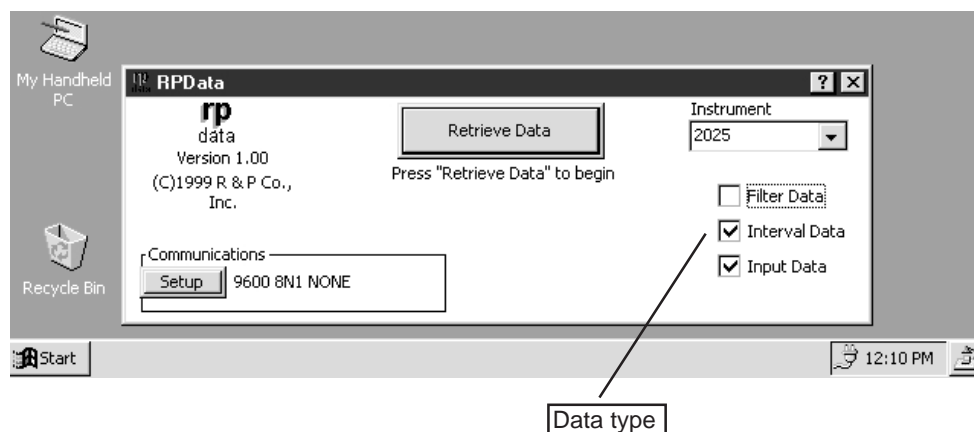 My Handheld
PC
RPData
rp
data
Version 1.00
(C)1999 R & P Co.,
Inc.
Retrieve Data
Press "Retrieve Data" to begin
Instrument
2025
Filter Data
Interval Data
Input Data
Communications
Setup
9600 8N1 NONE
Recycle Bin
Start
12:10 PM
Data type